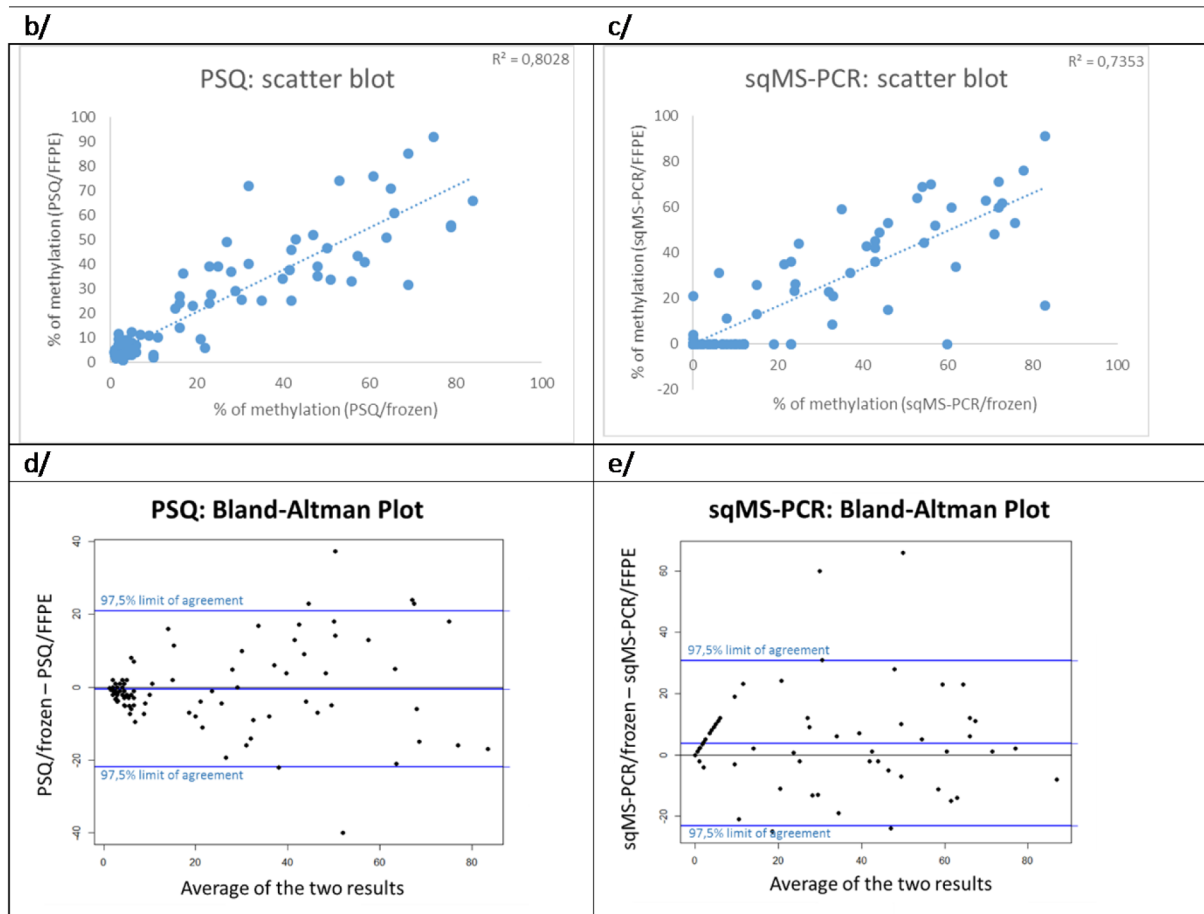 b/
R² = 0,8028
PSQ: scatter blot
% of methylation (PSQ/FFPE)
100
90
80
70
60
50
40
30
20
10
0
0 20 40 60 80 100
% of methylation (PSQ/frozen)
c/
R² = 0,7353
sqMS-PCR: scatter blot
% of methylation (sqMS-PCR/FFPE)
100
80
60
40
20
0
-20
0 20 40 60 80 100
% of methylation (sqMS-PCR/frozen)
d/
PSQ: Bland-Altman Plot
PSQ/frozen – PSQ/FFPE
40
20
0
-20
40
97,5% limit of agreement
97,5% limit of agreement
0 20 40 60 80
Average of the two results
e/
sqMS-PCR: Bland-Altman Plot
sqMS-PCR/frozen – sqMS-PCR/FFPE
60
40
20
0
-20
97,5% limit of agreement
97,5% limit of agreement
0 20 40 60 80
Average of the two results